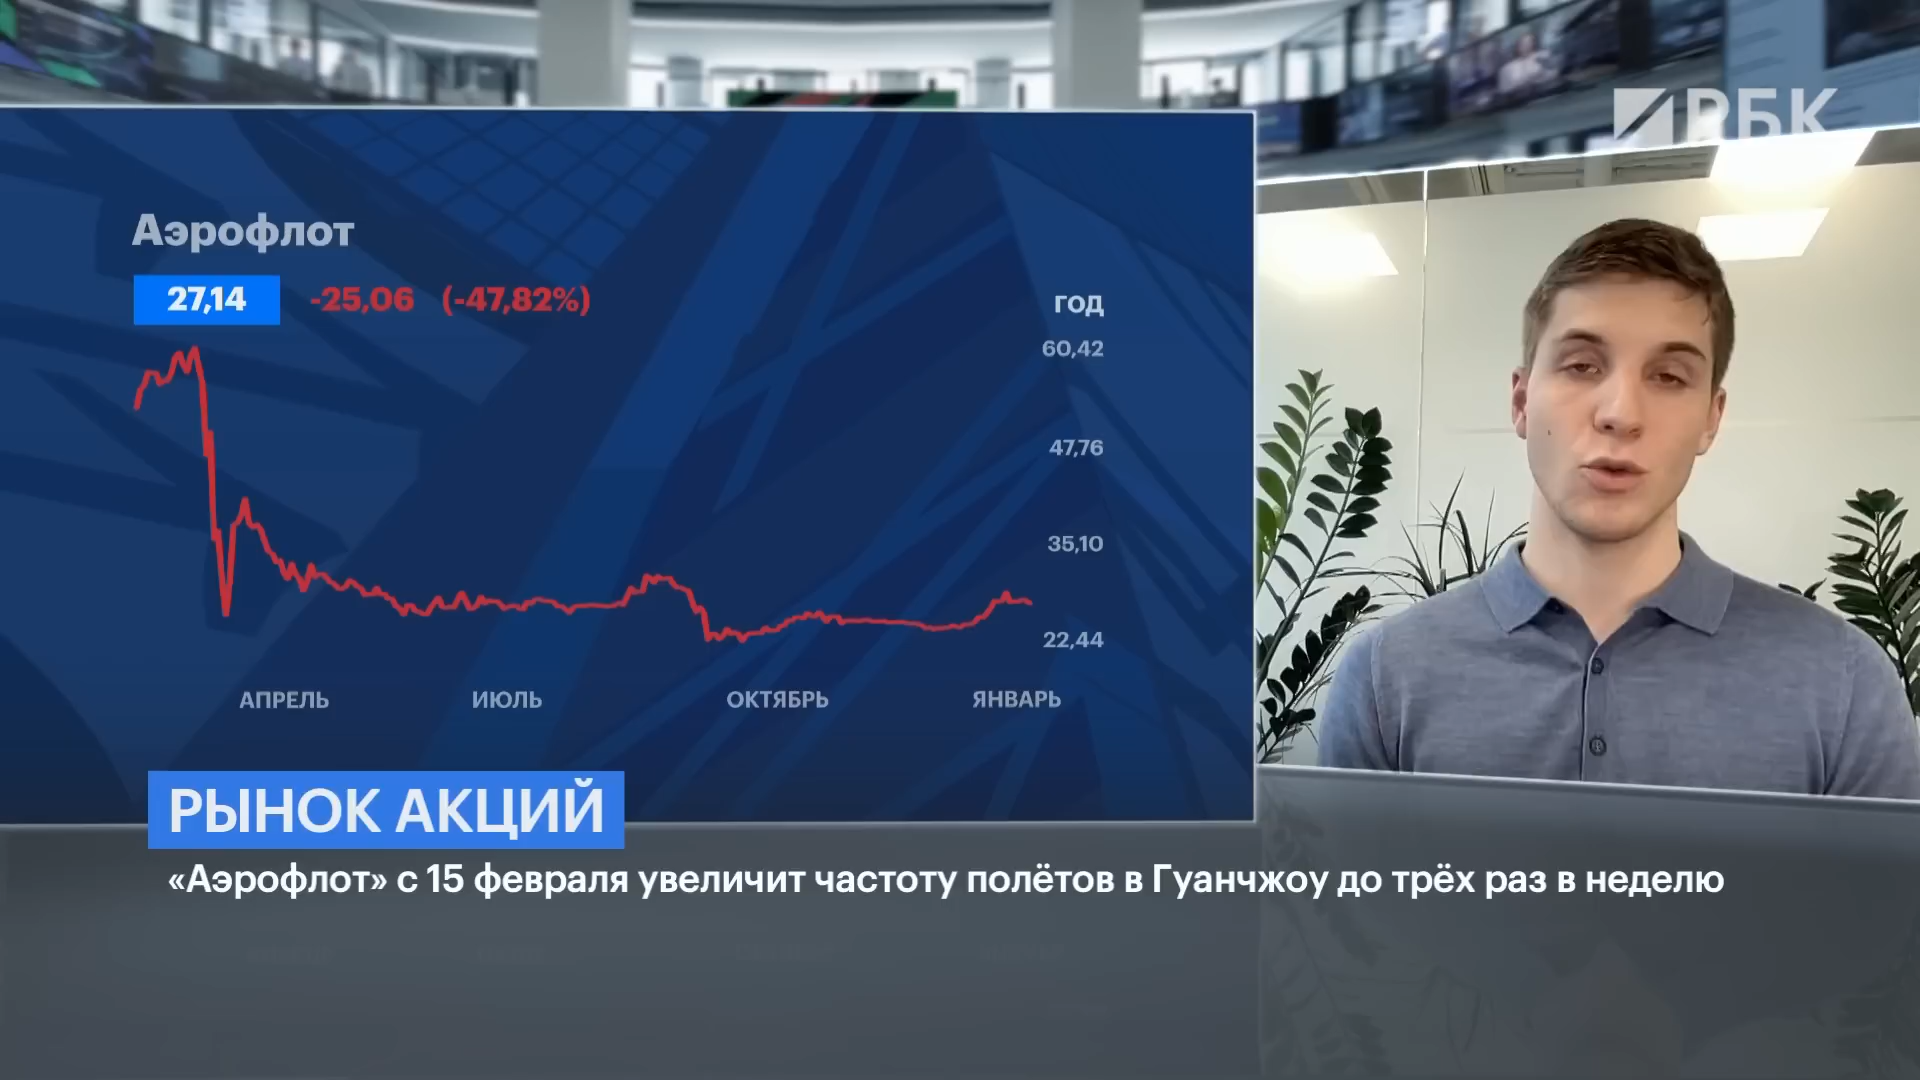 РБК
Аэрофлот
27,14 -25,06 (-47,82%)
ГОД
60,42
47,76
35,10
22,44
АПРЕЛЬ ИЮЛЬ ОКТЯБРЬ ЯНВАРЬ
РЫНОК АКЦИЙ
«Аэрофлот» с 15 февраля увеличит частоту полётов в Гуанчжоу до трёх раз в неделю